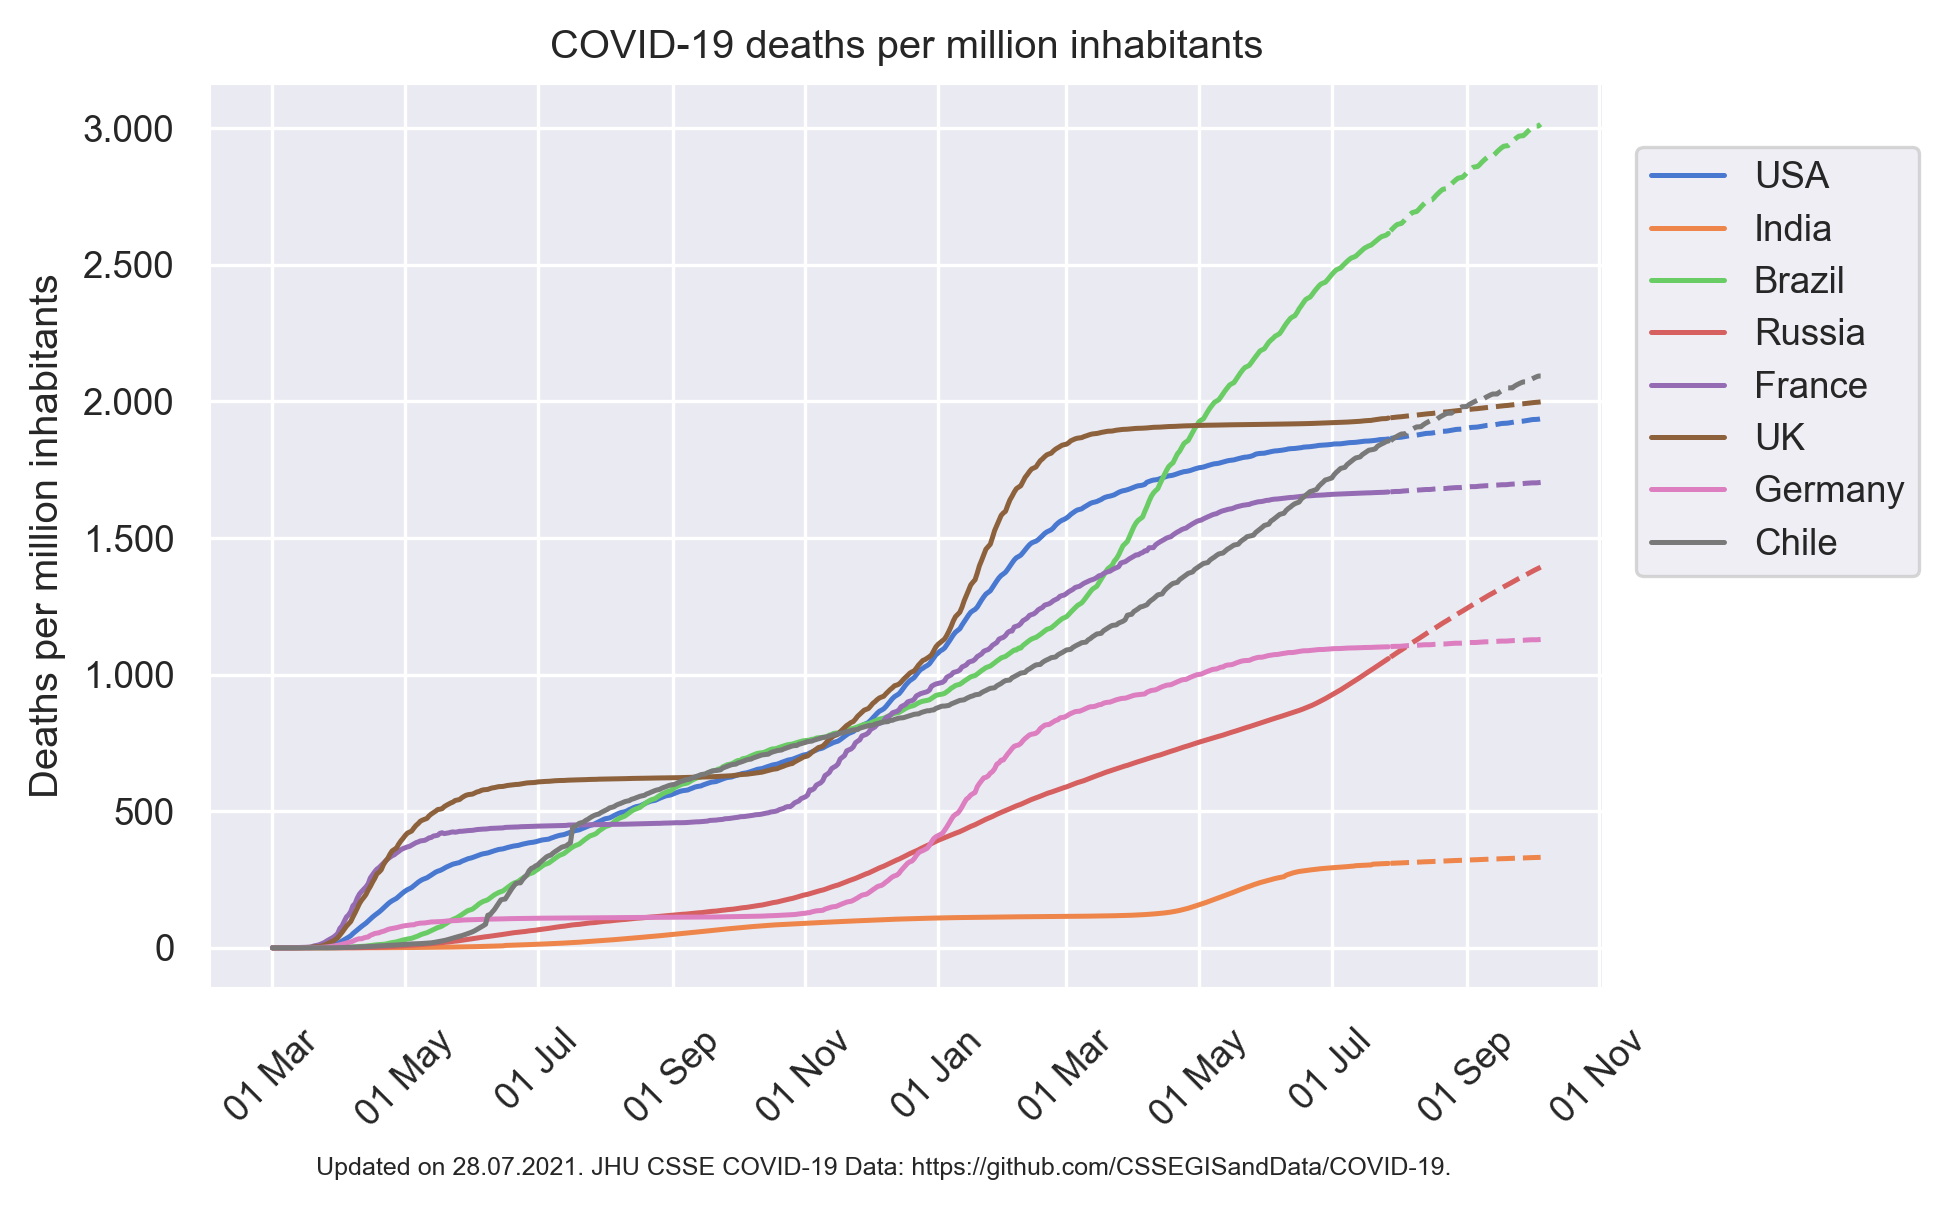 COVID-19 deaths per million inhabitants
Deaths per million inhabitants
3.000
2.500
2.000
1.500
1.000
500
0
USA
India
Brazil
Russia
France
UK
Germany
Chile
01 Mar
01 May
01 Jul
01 Sep
01 Nov
01 Jan
01 Mar
01 May
01 Jul
01 Sep
01 Nov
Updated on 28.07.2021. JHU CSSE COVID-19 Data: https://github.com/CSSEGISandData/COVID-19.